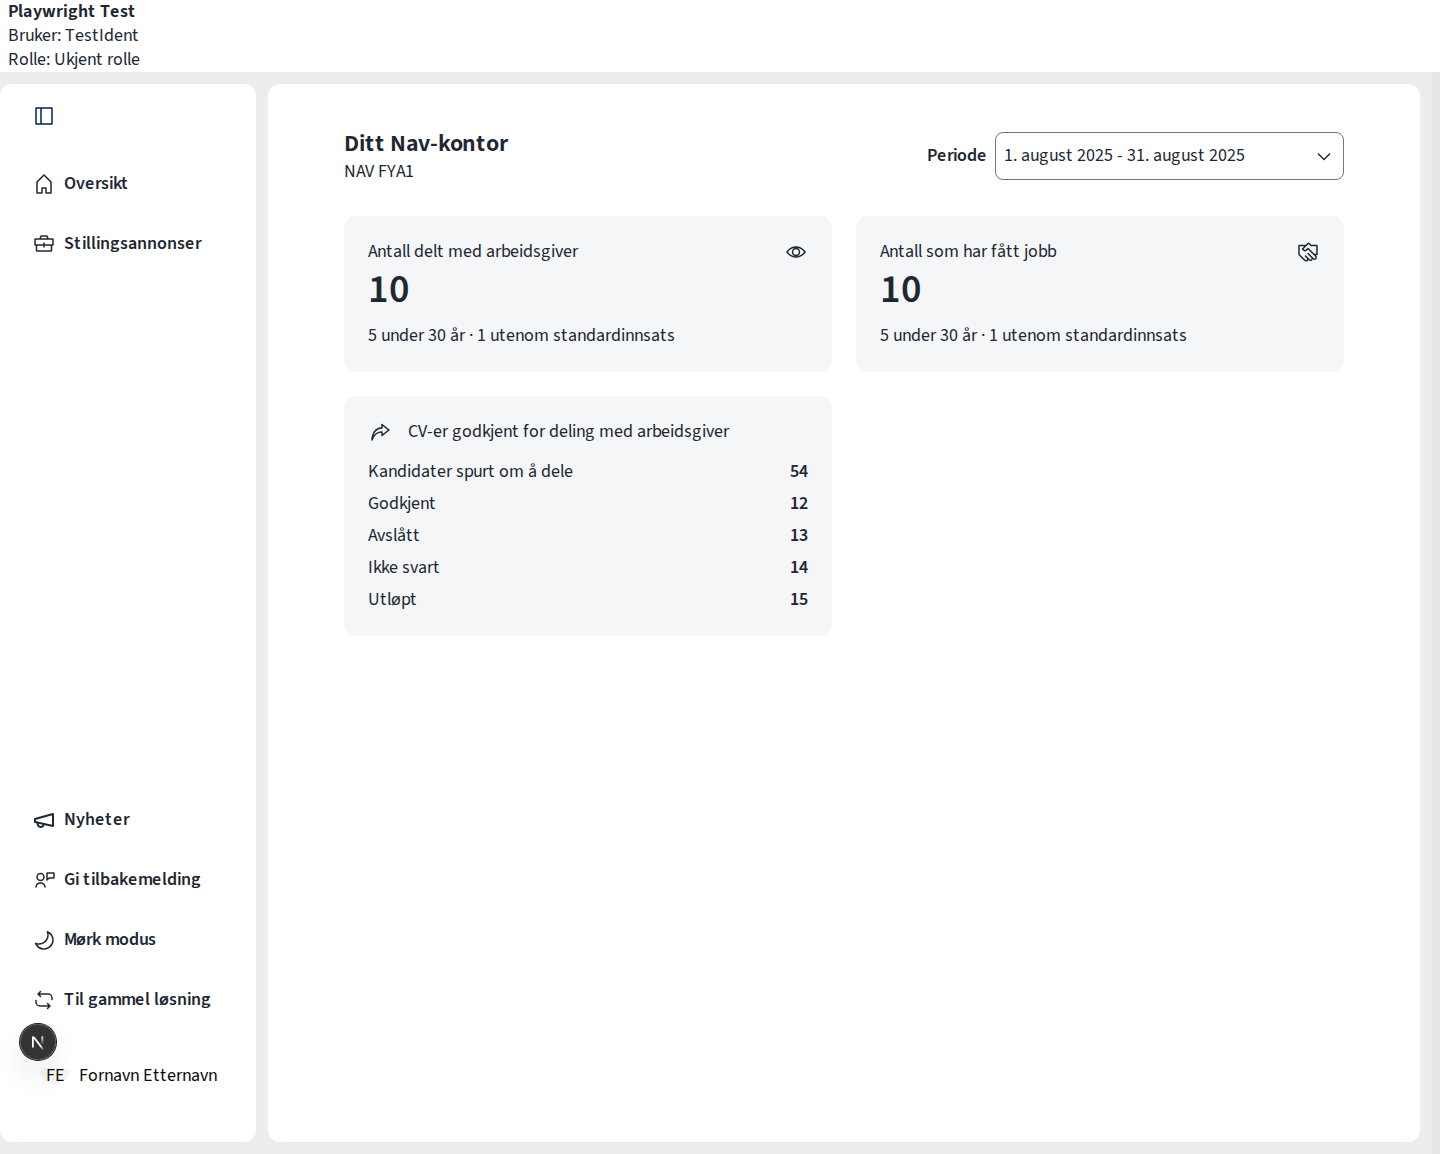 Playwright Test
Bruker: TestIdent
Rolle: Ukjent rolle
Oversikt
Stillingsannonser
Nyheter
Gi tilbakemelding
Mørk modus
Til gammel løsning
N
FE Fornavn Etternavn
Ditt Nav-kontor
NAV FYA1
Periode 1. august 2025 - 31. august 2025
Antall delt med arbeidsgiver
10
5 under 30 år · 1 utenom standardinnsats
Antall som har fått jobb
10
5 under 30 år · 1 utenom standardinnsats
CV-er godkjent for deling med arbeidsgiver
Kandidater spurt om å dele 54
Godkjent 12
Avslått 13
Ikke svart 14
Utløpt 15